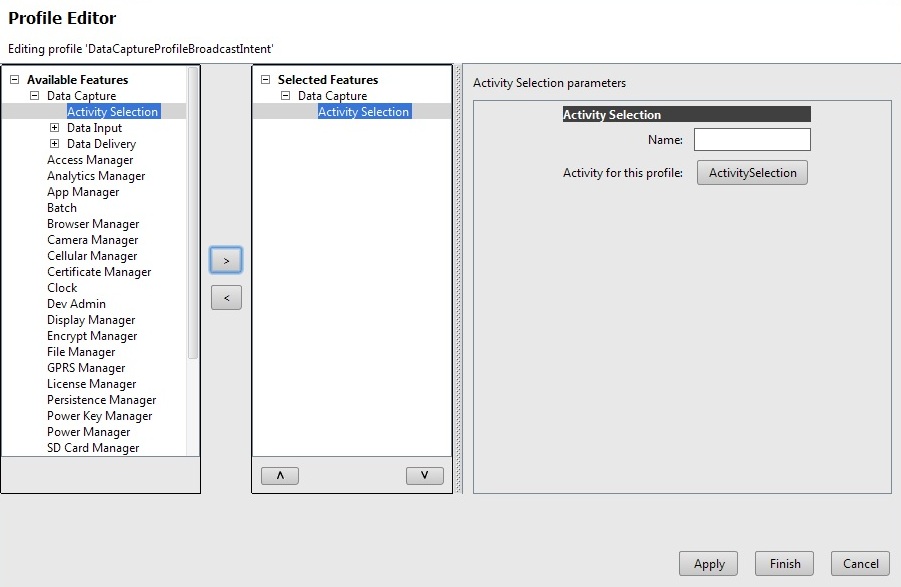 Profile Editor
Editing profile 'DataCaptureProfileBroadcastIntent'
Available Features
Data Capture
Activity Selection
Data Input
Data Delivery
Access Manager
Analytics Manager
App Manager
Batch
Browser Manager
Camera Manager
Cellular Manager
Certificate Manager
Clock
Dev Admin
Display Manager
Encrypt Manager
File Manager
GPRS Manager
License Manager
Persistence Manager
Power Key Manager
Power Manager
SD Card Manager
>
<
Selected Features
Data Capture
Activity Selection
Λ V
Activity Selection parameters
Activity Selection
Name:
Activity for this profile: ActivitySelection
Apply Finish Cancel